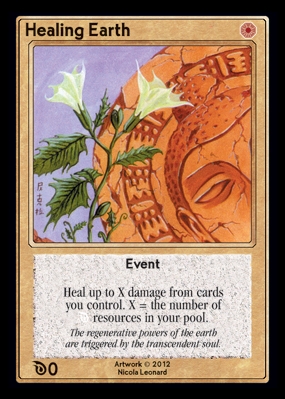 Healing Earth
Event
Heal up to X damage from cards
you control. X = the number of
resources in your pool.
The regenerative powers of the earth
are triggered by the transcendent soul.
0
Artwork © 2012
Nicola Leonard